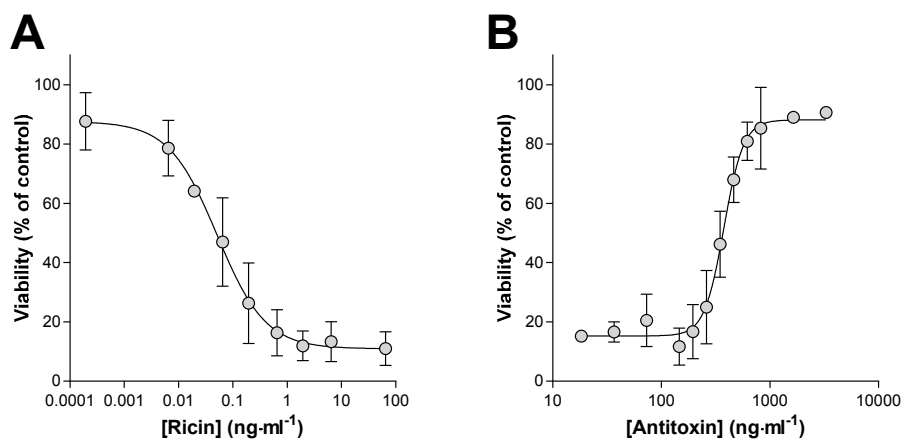 A
B
100
80
60
40
20
0
Viability (% of control)
0.0001 0.001 0.01 0.1 1 10 100
[Ricin] (ng·ml-1)
100
80
60
40
20
0
Viability (% of control)
10 100 1000 10000
[Antitoxin] (ng·ml-1)